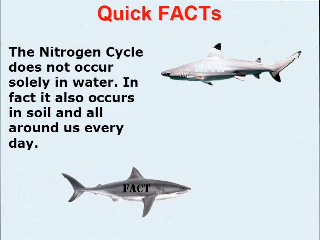 Quick FACTs
The Nitrogen Cycle
does not occur
solely in water. In
fact it also occurs
in soil and all
around us every
day.
FACT